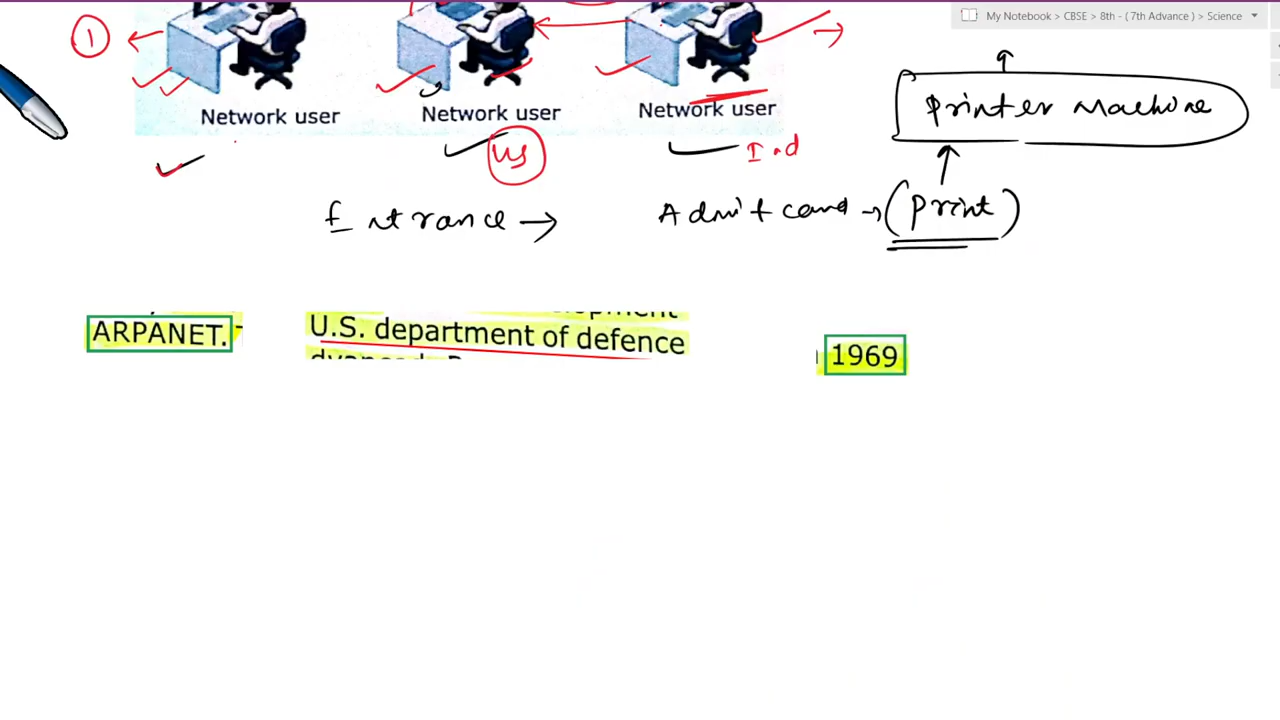 My Notebook > CBSE > 8th - ( 7th Advance ) > Science
1
Printer Machine
Network user
Network user
Network user
US
Ind
Entrance →
Admit card → (Print)
ARPANET.
U.S. department of defence
1969